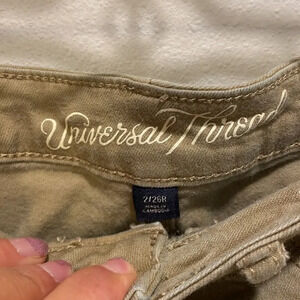 Universal Thread
2/26R
MADE IN
CAMBODIA